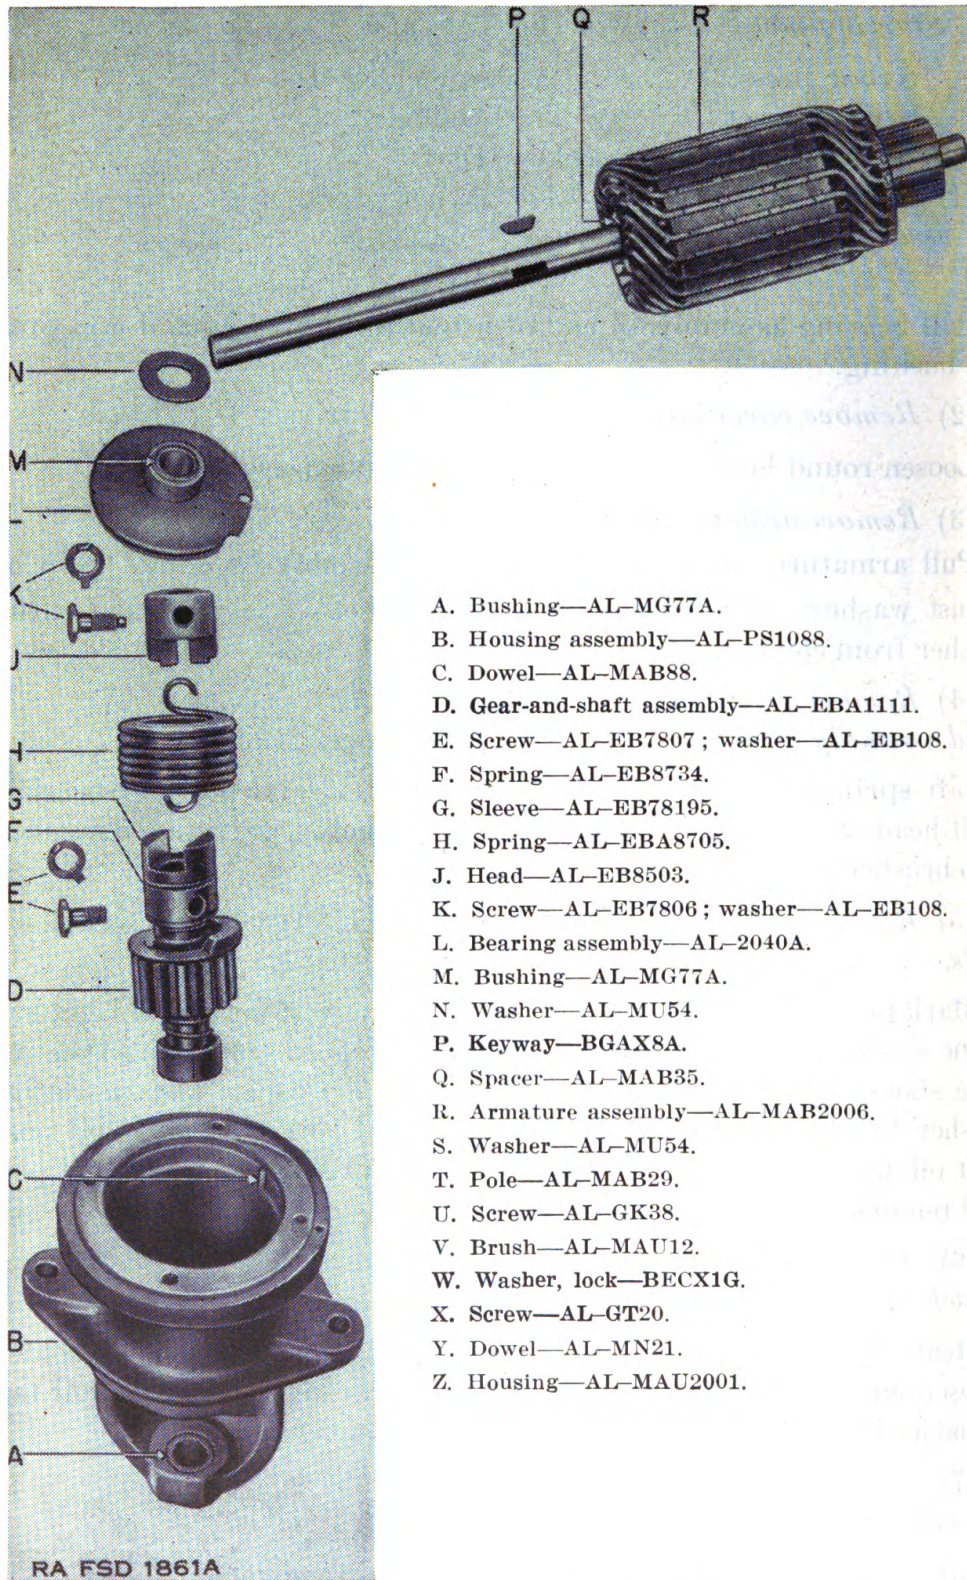 P Q R
N
M
K
J
H
G
F
E
D
C
B
A
2) Remove
3) Remove
A. Bushing—AL–MG77A.
B. Housing assembly—AL–PS1088.
C. Dowel—AL–MAB88.
D. Gear-and-shaft assembly—AL–EBA1111.
E. Screw—AL–EB7807 ; washer—AL–EB108.
F. Spring—AL–EB8734.
G. Sleeve—AL–EB78195.
H. Spring—AL–EBA8705.
J. Head—AL–EB8503.
K. Screw—AL–EB7806 ; washer—AL–EB108.
L. Bearing assembly—AL–2040A.
M. Bushing—AL–MG77A.
N. Washer—AL–MU54.
P. Keyway—BGAX8A.
Q. Spacer—AL–MAB35.
R. Armature assembly—AL–MAB2006.
S. Washer—AL–MU54.
T. Pole—AL–MAB29.
U. Screw—AL–GK38.
V. Brush—AL–MAU12.
W. Washer, lock—BECX1G.
X. Screw—AL–GT20.
Y. Dowel—AL–MN21.
Z. Housing—AL–MAU2001.
RA FSD 1861A